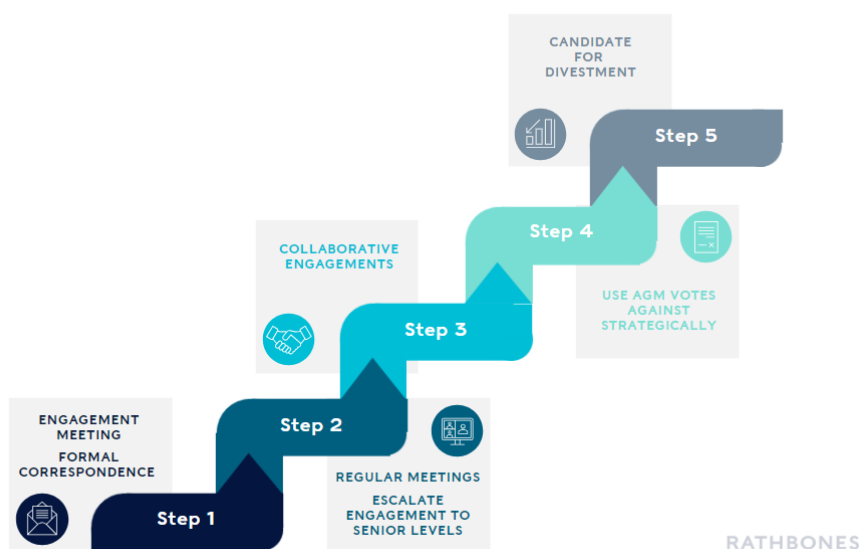 ENGAGEMENT
MEETING
FORMAL
CORRESPONDENCE
Step 1
Step 2
REGULAR MEETINGS
ESCALATE
ENGAGEMENT TO
SENIOR LEVELS
COLLABORATIVE
ENGAGEMENTS
Step 3
Step 4
USE AGM VOTES
AGAINST
STRATEGICALLY
CANDIDATE
FOR
DIVESTMENT
Step 5
RATHBONES